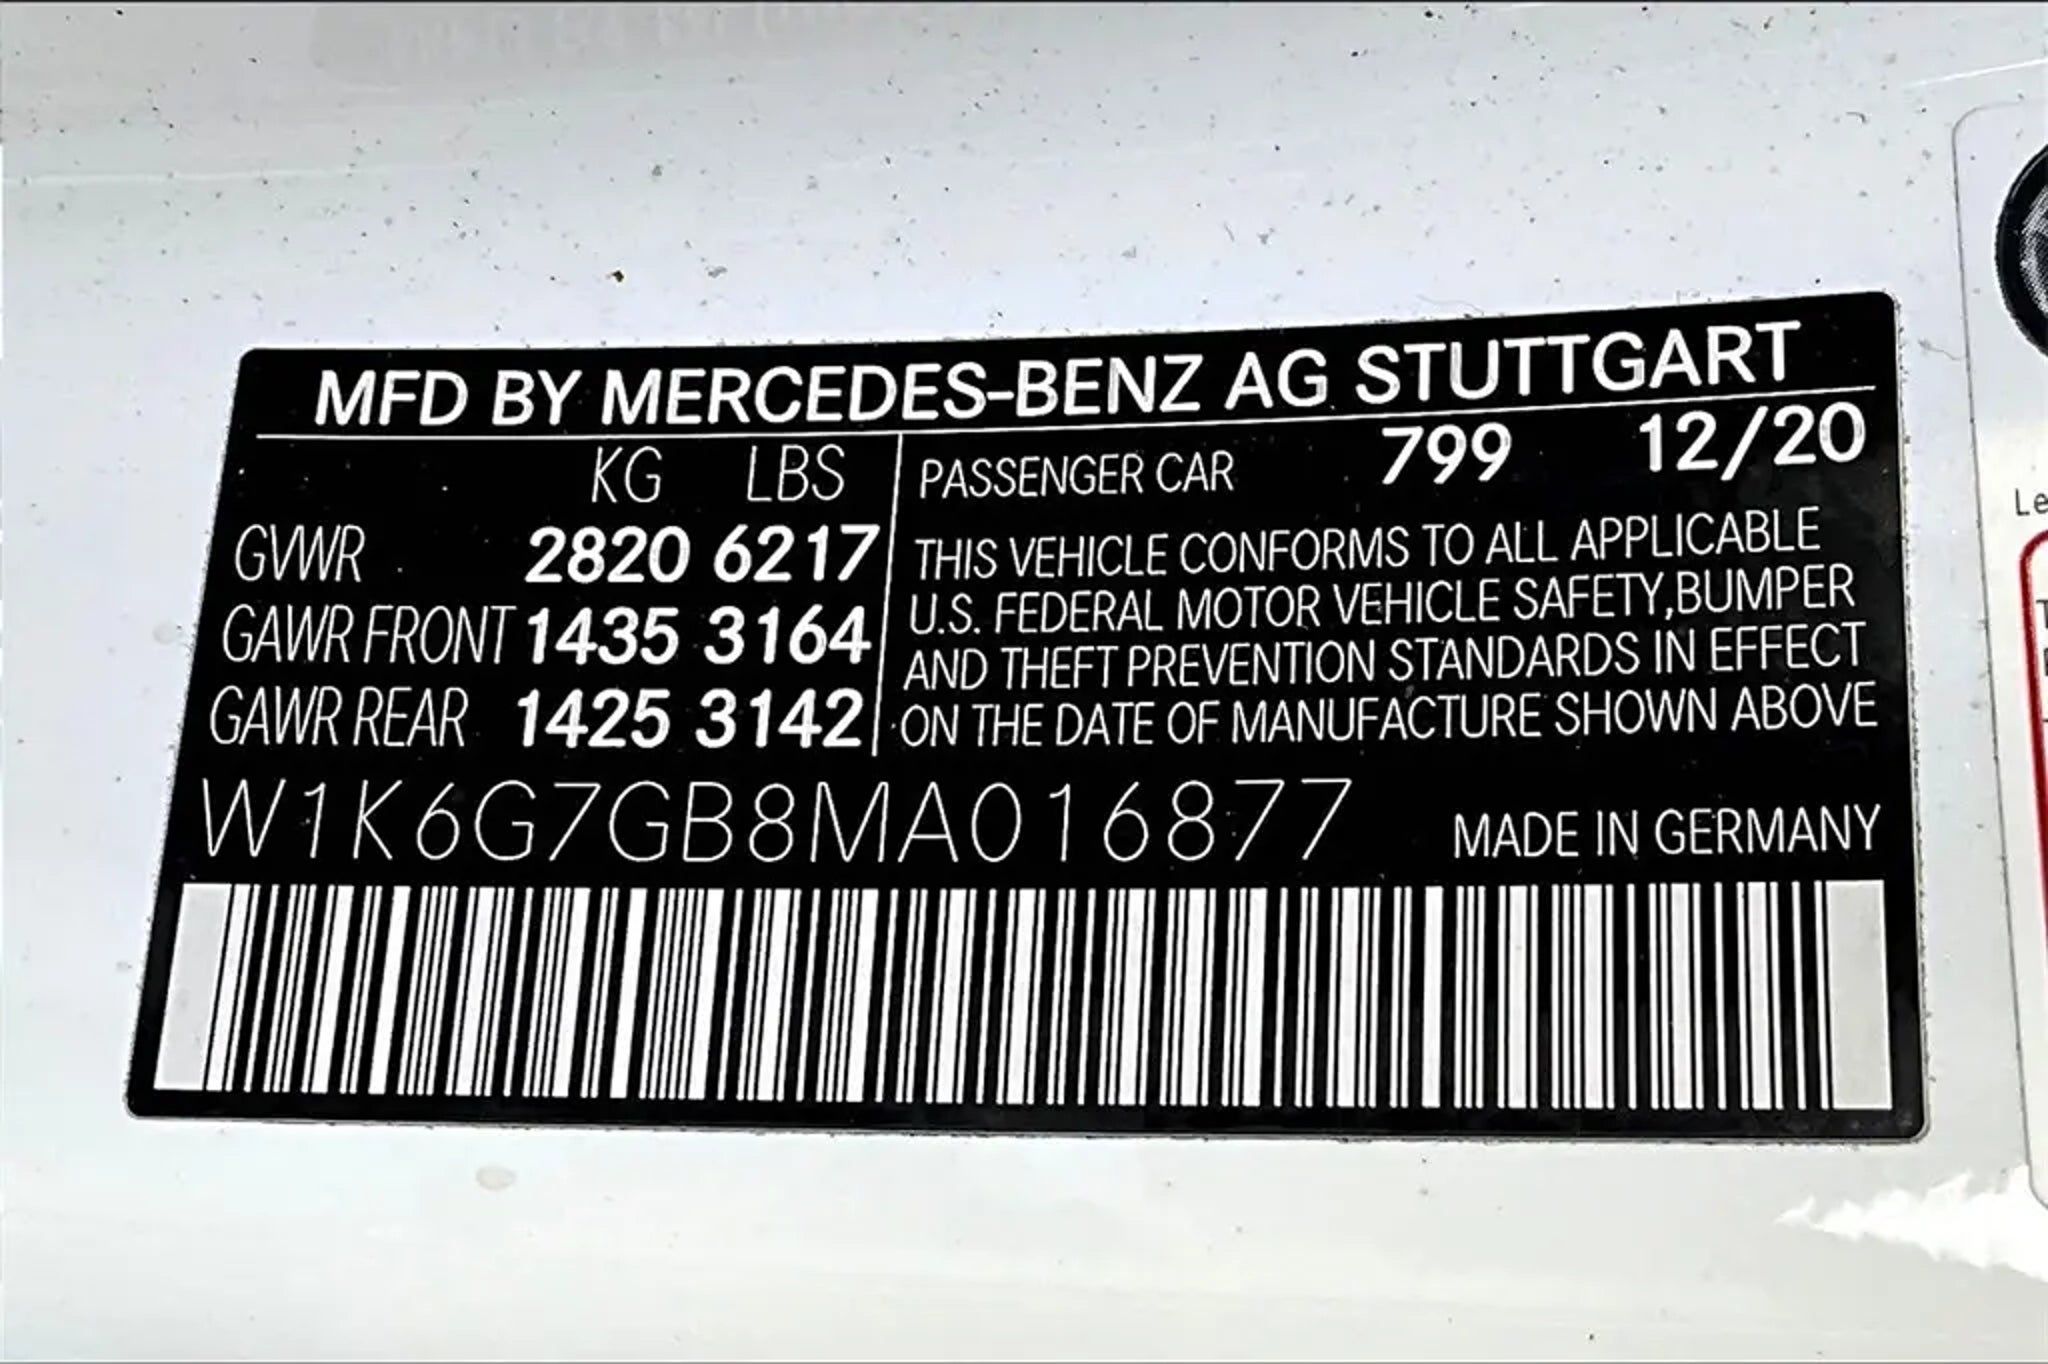 MFD BY MERCEDES-BENZ AG STUTTGART
KG LBS
GVWR 2820 6217
GAWR FRONT 1435 3164
GAWR REAR 1425 3142
PASSENGER CAR 799 12/20
THIS VEHICLE CONFORMS TO ALL APPLICABLE
U.S. FEDERAL MOTOR VEHICLE SAFETY,BUMPER
AND THEFT PREVENTION STANDARDS IN EFFECT
ON THE DATE OF MANUFACTURE SHOWN ABOVE
W1K6G7GB8MA016877
MADE IN GERMANY